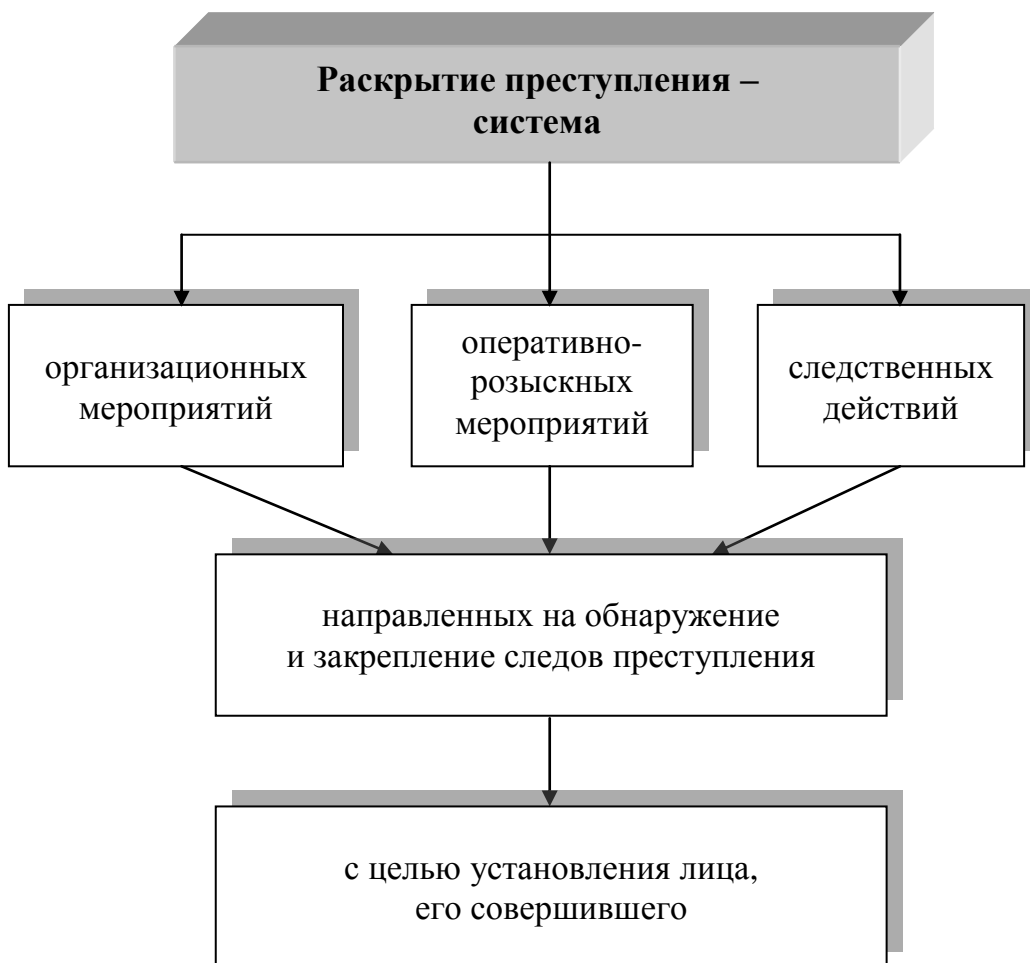 Раскрытие преступления –
система
организационных
мероприятий
оперативно-
розыскных
мероприятий
следственных
действий
направленных на обнаружение
и закрепление следов преступления
с целью установления лица,
его совершившего